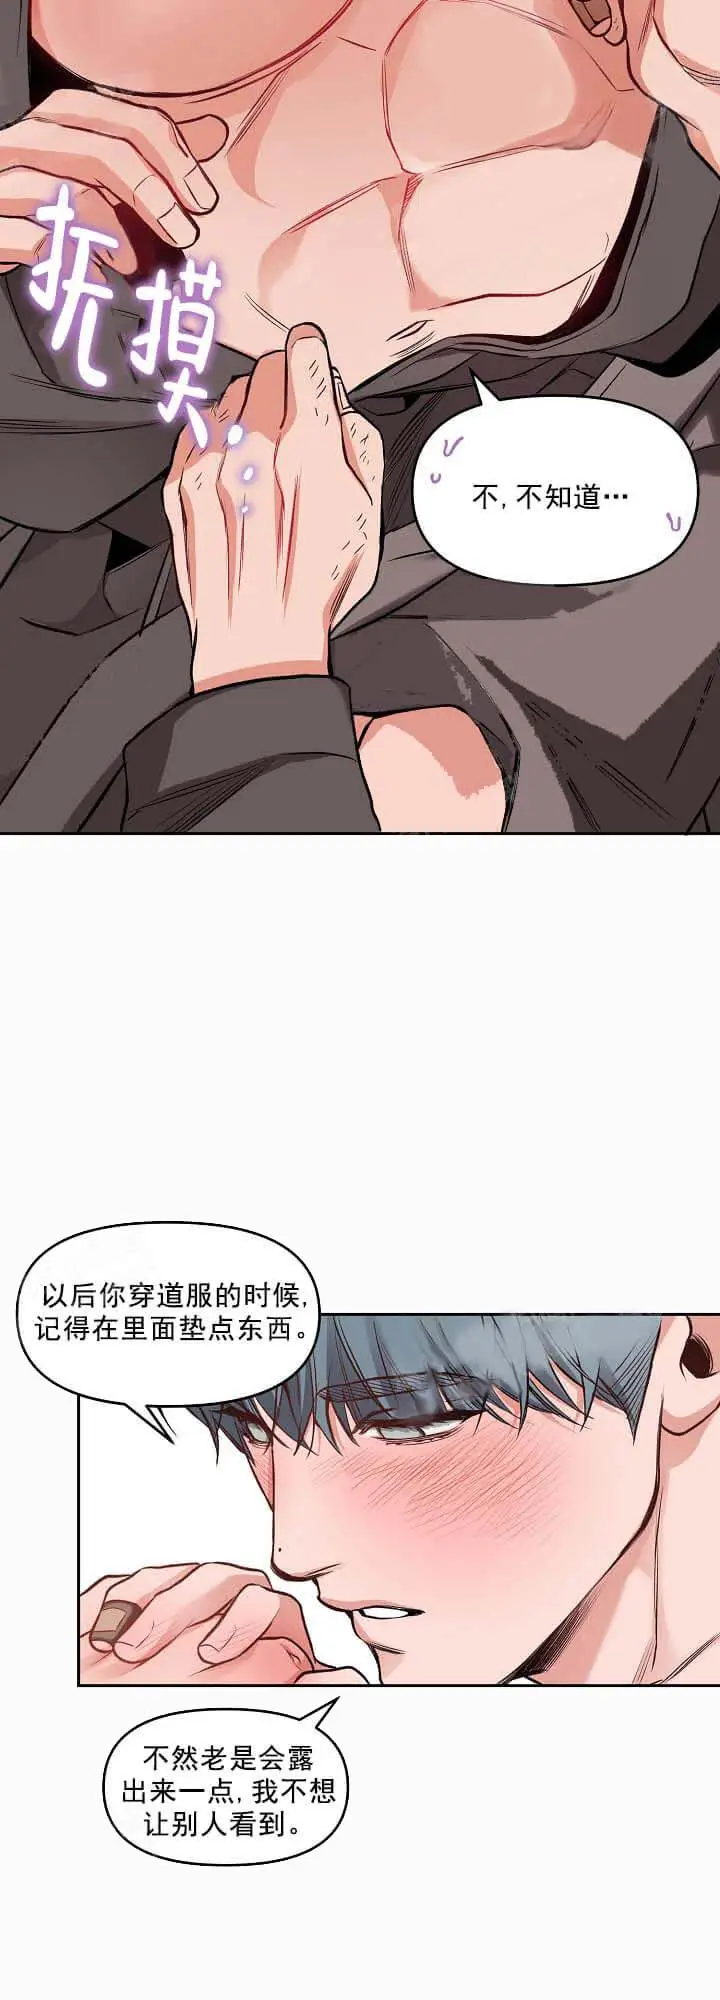 抚摸…
不,不知道…
以后你穿道服的时候,
记得在里面垫点东西。
不然老是会露
出来一点,我不想
让别人看到。